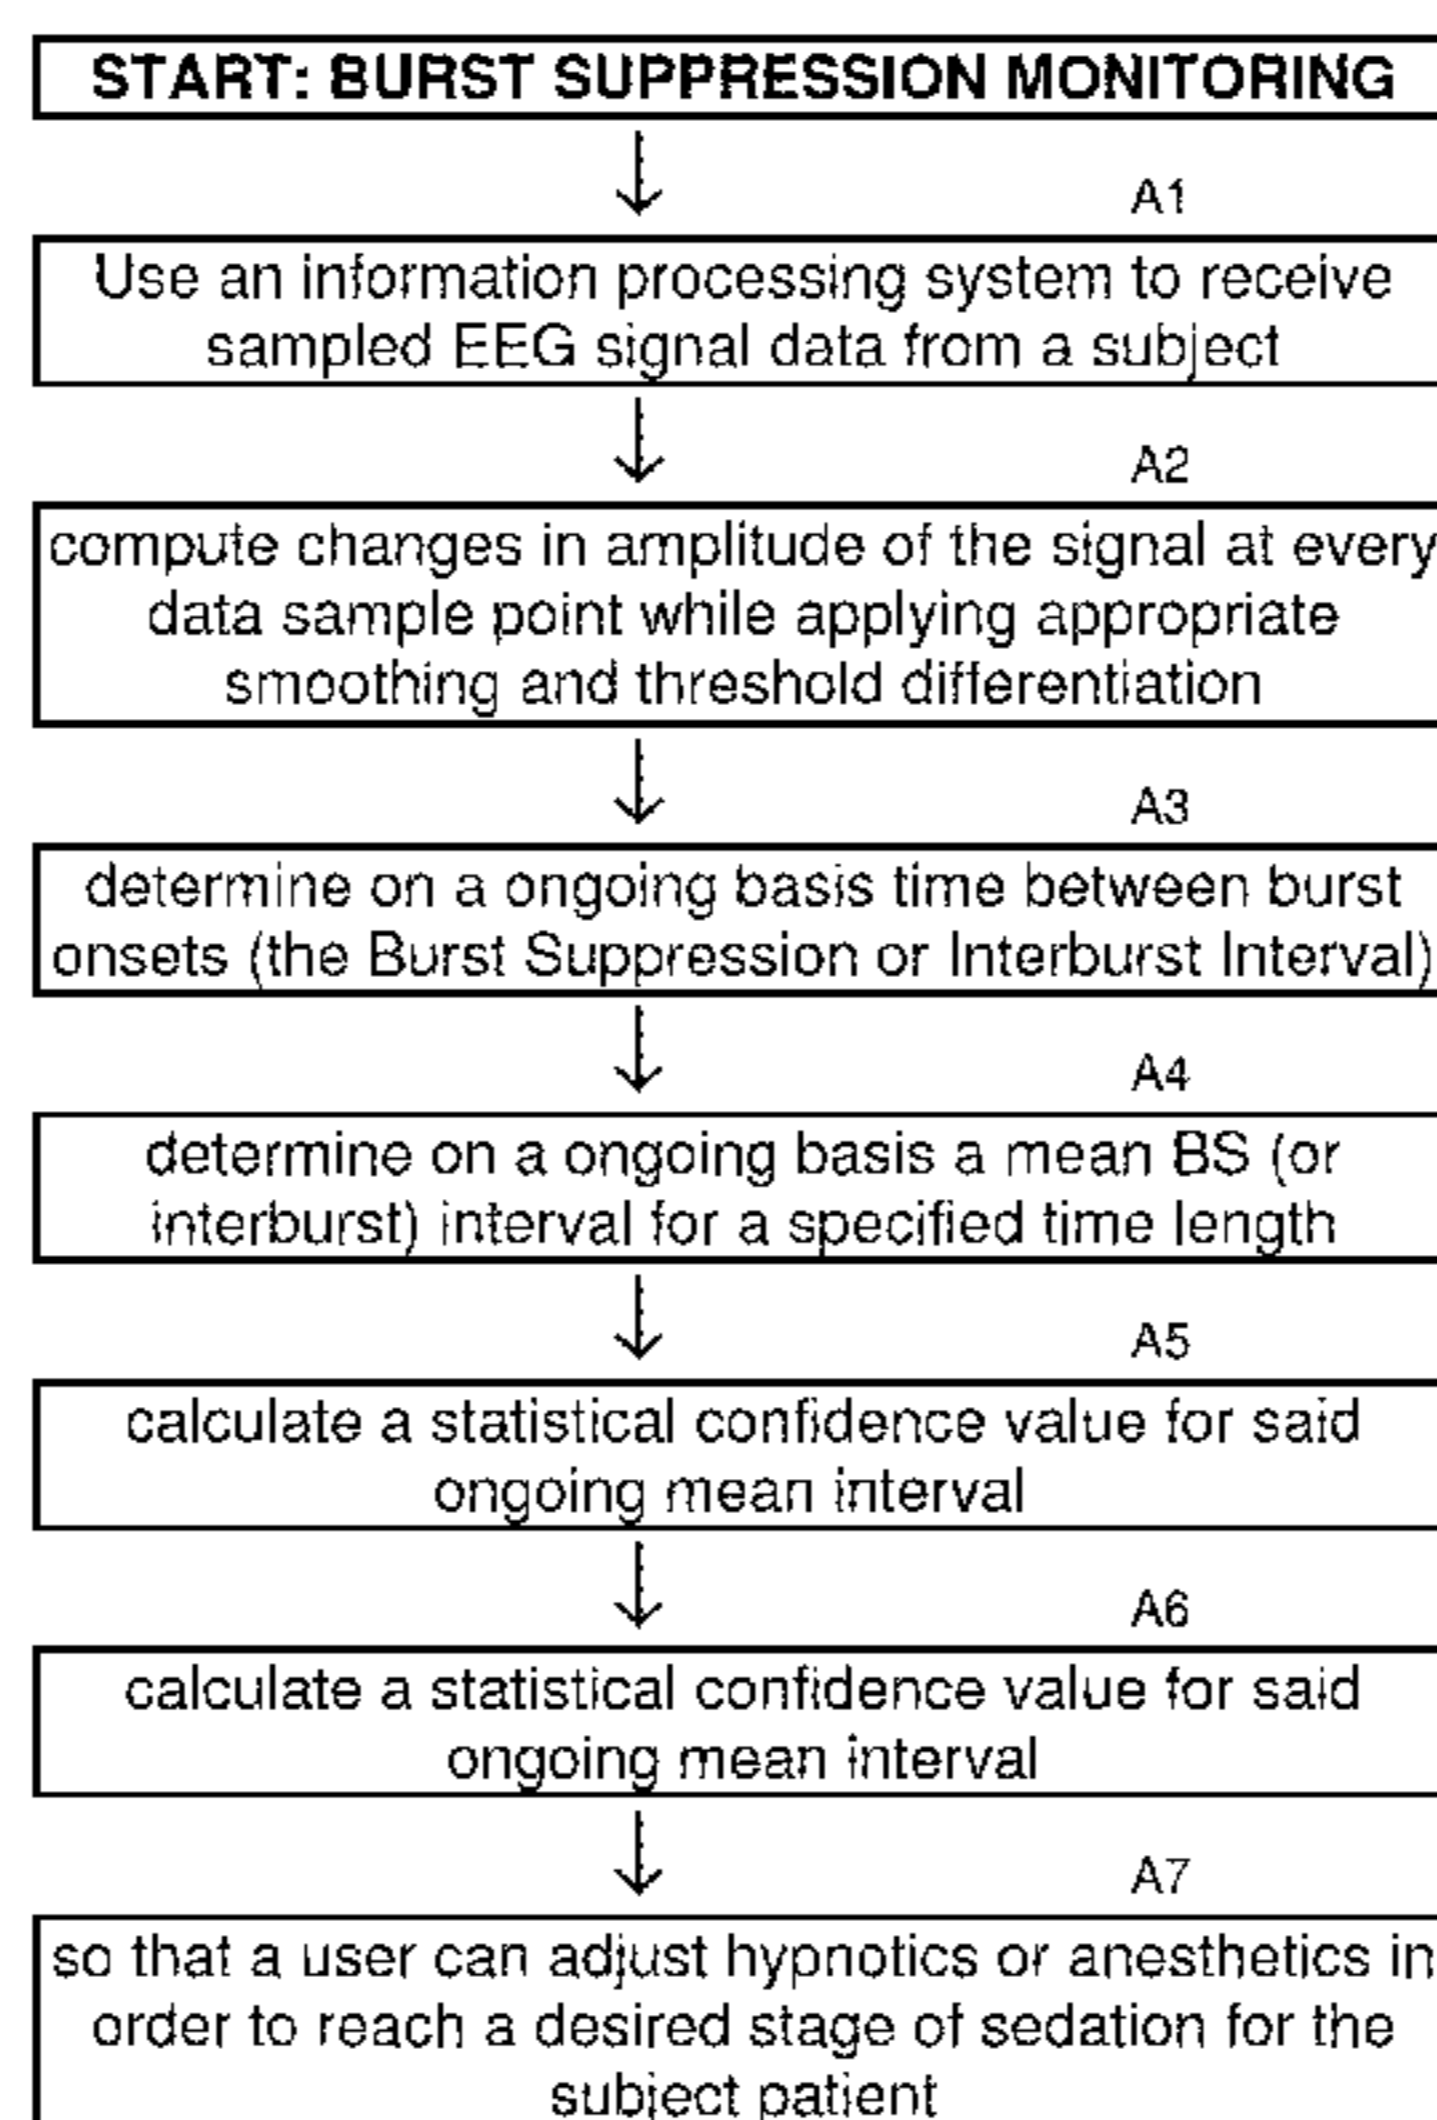 START: BURST SUPPRESSION MONITORING
A1
Use an information processing system to receive
sampled EEG signal data from a subject
A2
compute changes in amplitude of the signal at every
data sample point while applying appropriate
smoothing and threshold differentiation
A3
determine on a ongoing basis time between burst
onsets (the Burst Suppression or Interburst Interval)
A4
determine on a ongoing basis a mean BS (or
interburst) interval for a specified time length
A5
calculate a statistical confidence value for said
ongoing mean interval
A6
calculate a statistical confidence value for said
ongoing mean interval
A7
so that a user can adjust hypnotics or anesthetics in
order to reach a desired stage of sedation for the
subject patient